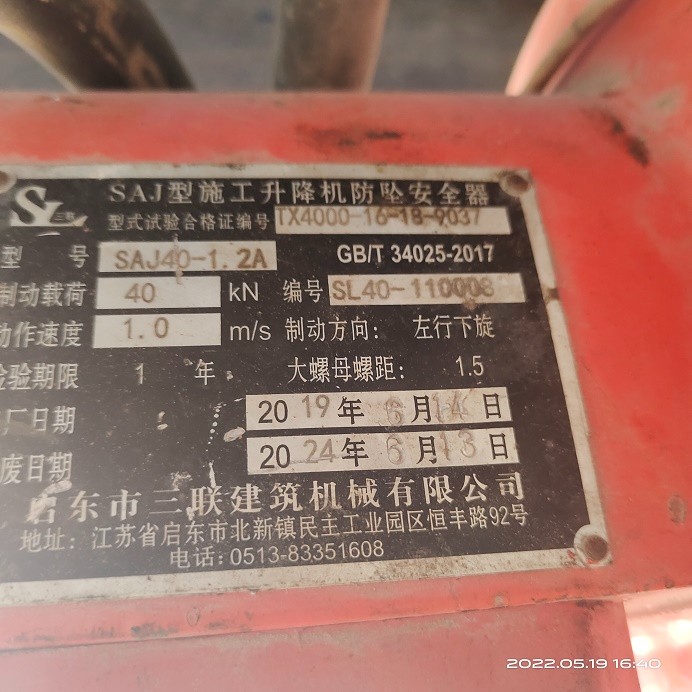 SL SAJ型施工升降机防坠安全器
型式试验合格证编号 TX4000-16-18-9037
型 号 SAJ40-1.2A GB/T 34025-2017
制动载荷 40 kN 编号 SL40-110008
动作速度 1.0 m/s 制动方向: 左行下旋
检验期限 1 年 大螺母螺距: 1.5
厂日期 2019年6月14日
废日期 2024年6月13日
启东市三联建筑机械有限公司
地址: 江苏省启东市北新镇民主工业园区恒丰路92号
电话: 0513-83351608
2022.05.19 16:40